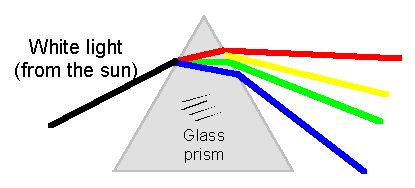 White light
(from the sun)
Glass
prism